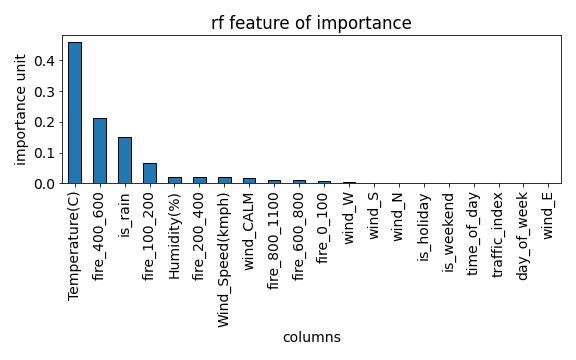 rf feature of importance
importance unit
0.4
0.3
0.2
0.1
0.0
Temperature(C)
fire_400_600
is_rain
fire_100_200
Humidity(%)
fire_200_400
Wind_Speed(kmph)
wind_CALM
fire_800_1100
fire_600_800
fire_0_100
wind_W
wind_S
wind_N
is_holiday
is_weekend
time_of_day
traffic_index
day_of_week
wind_E
columns